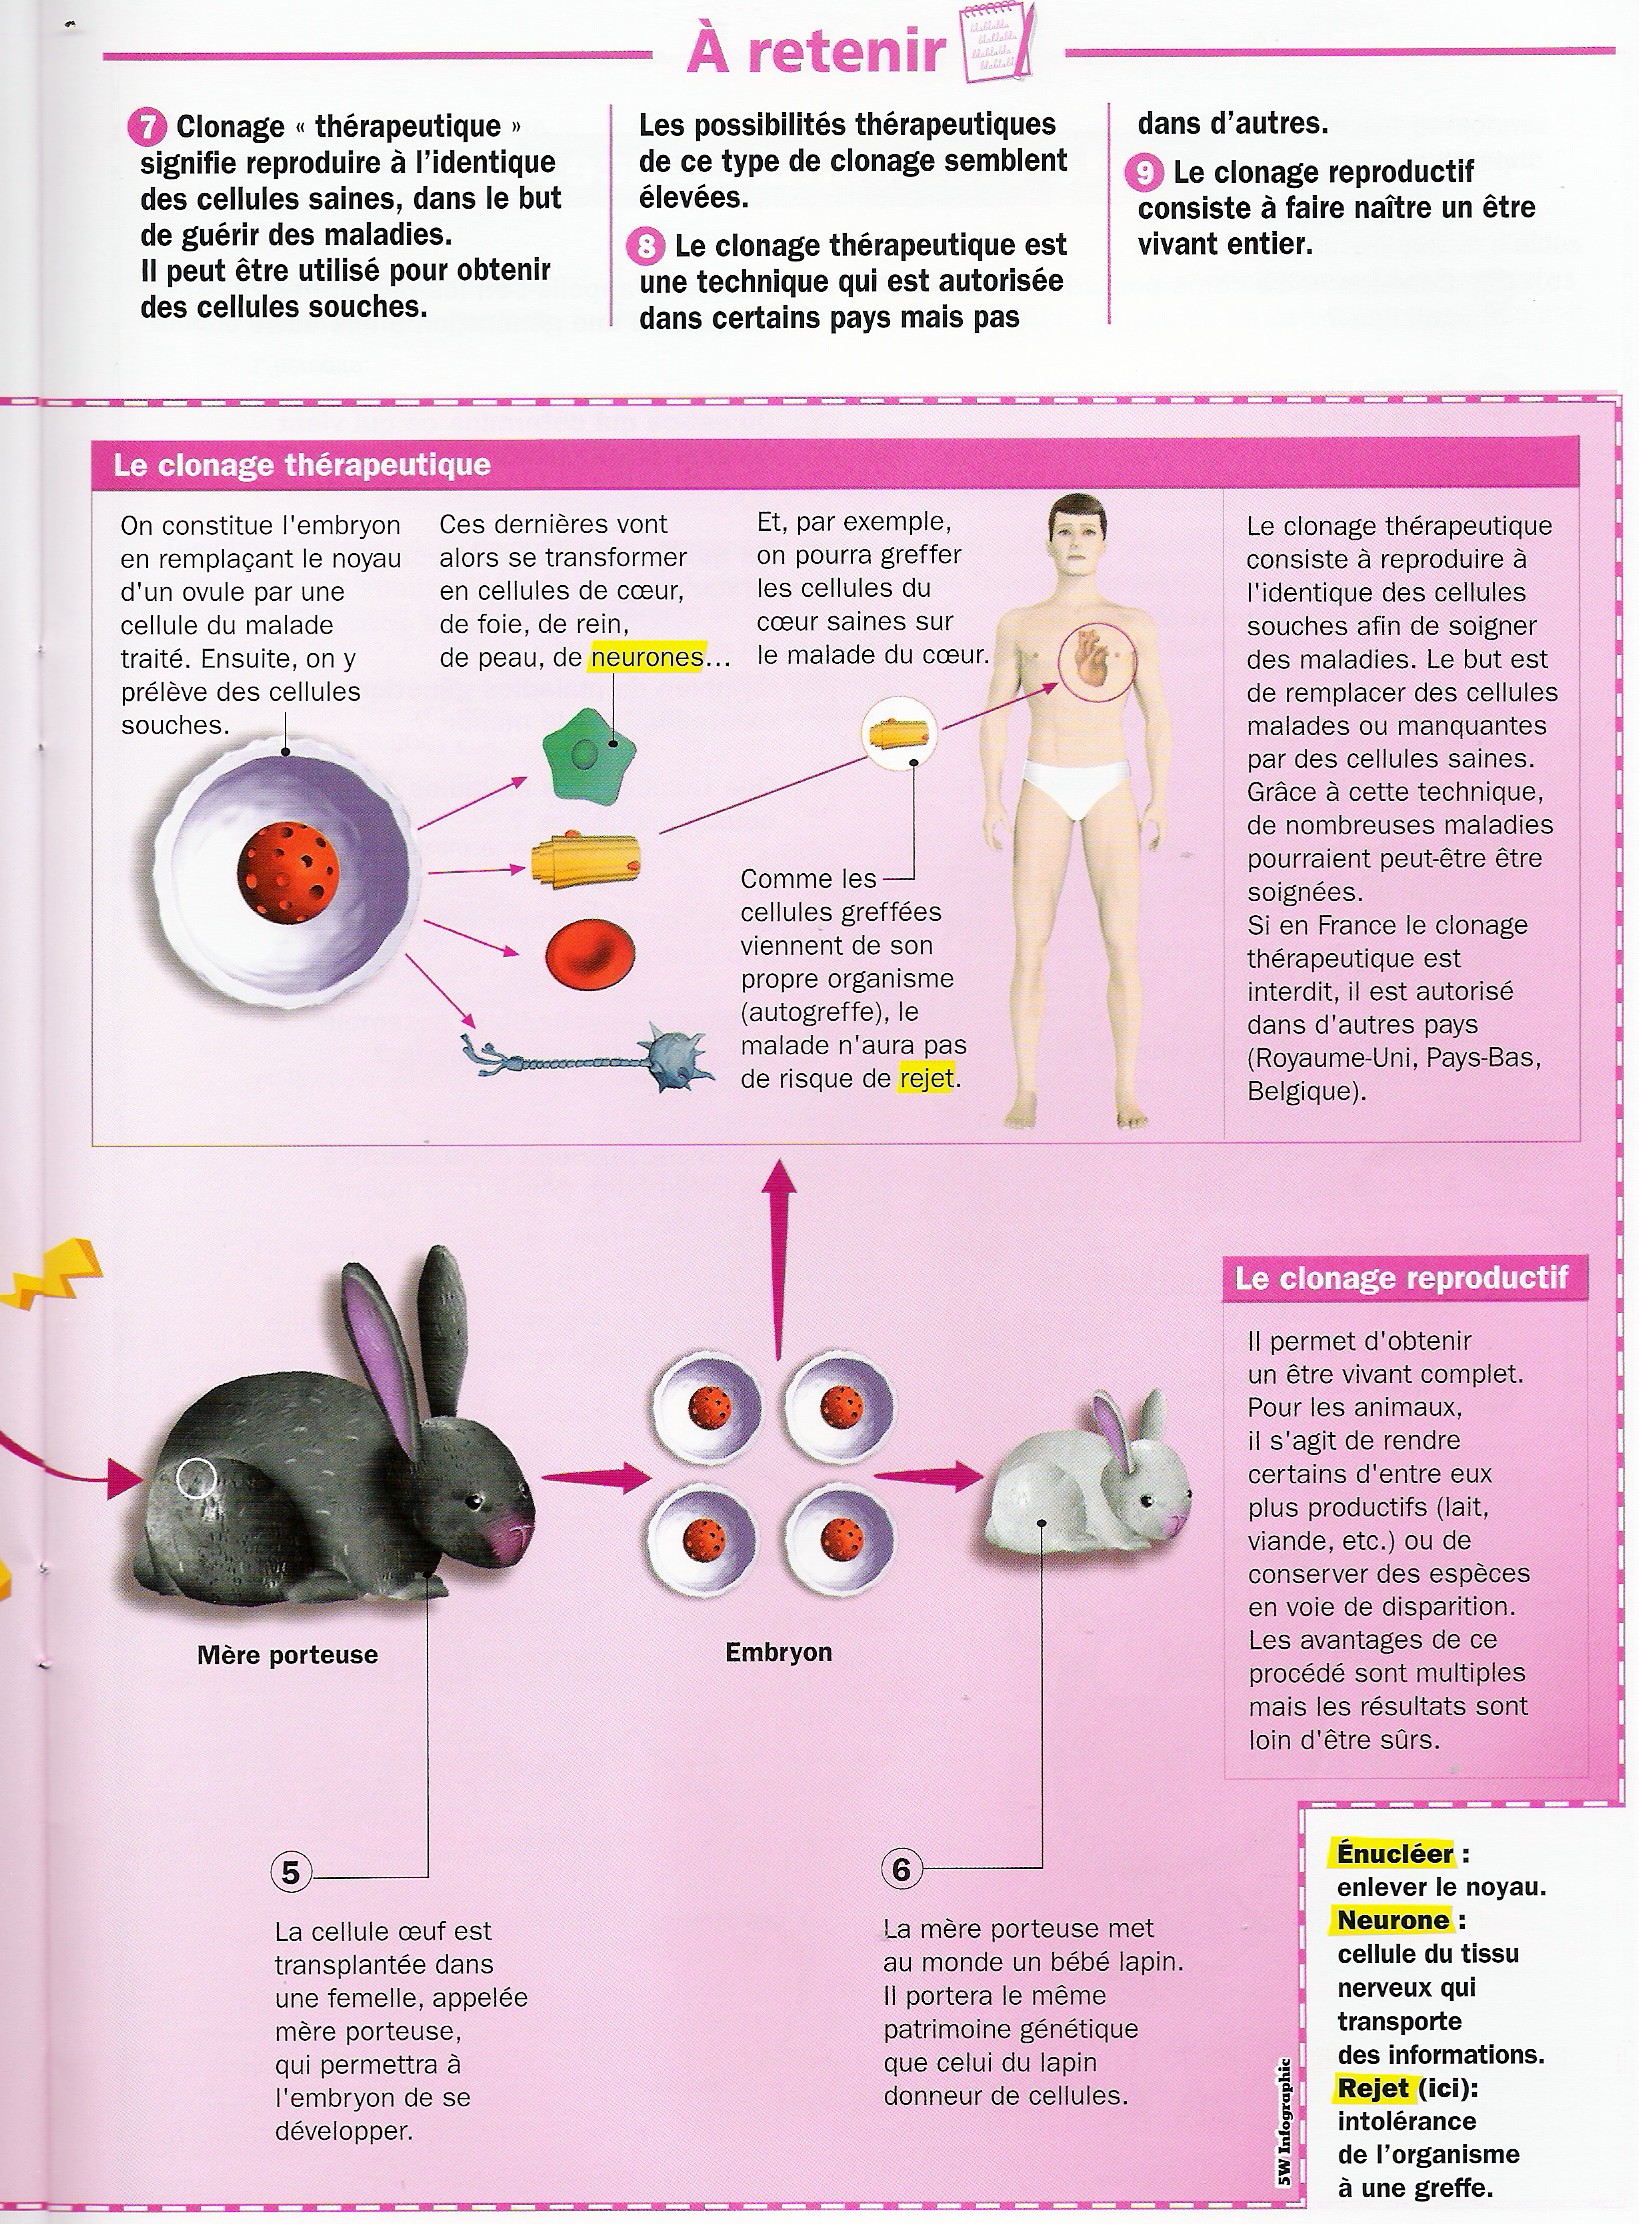 À retenir
7 Clonage « thérapeutique »
signifie reproduire à l'identique
des cellules saines, dans le but
de guérir des maladies.
Il peut être utilisé pour obtenir
des cellules souches.
Les possibilités thérapeutiques
de ce type de clonage semblent
élevées.
8 Le clonage thérapeutique est
une technique qui est autorisée
dans certains pays mais pas
dans d'autres.
9 Le clonage reproductif
consiste à faire naître un être
vivant entier.
Le clonage thérapeutique
On constitue l'embryon
en remplaçant le noyau
d'un ovule par une
cellule du malade
traité. Ensuite, on y
prélève des cellules
souches.
Ces dernières vont
alors se transformer
en cellules de cœur,
de foie, de rein,
de peau, de neurones...
Et, par exemple,
on pourra greffer
les cellules du
cœur saines sur
le malade du cœur.
Comme les
cellules greffées
viennent de son
propre organisme
(autogreffe), le
malade n'aura pas
de risque de rejet.
Le clonage thérapeutique
consiste à reproduire à
l'identique des cellules
souches afin de soigner
des maladies. Le but est
de remplacer des cellules
malades ou manquantes
par des cellules saines.
Grâce à cette technique,
de nombreuses maladies
pourraient peut-être être
soignées.
Si en France le clonage
thérapeutique est
interdit, il est autorisé
dans d'autres pays
(Royaume-Uni, Pays-Bas,
Belgique).
Mère porteuse
Embryon
Le clonage reproductif
Il permet d'obtenir
un être vivant complet.
Pour les animaux,
il s'agit de rendre
certains d'entre eux
plus productifs (lait,
viande, etc.) ou de
conserver des espèces
en voie de disparition.
Les avantages de ce
procédé sont multiples
mais les résultats sont
loin d'être sûrs.
5
La cellule œuf est
transplantée dans
une femelle, appelée
mère porteuse,
qui permettra à
l'embryon de se
développer.
6
La mère porteuse met
au monde un bébé lapin.
Il portera le même
patrimoine génétique
que celui du lapin
donneur de cellules.
5W Infographic
Énucléer :
enlever le noyau.
Neurone :
cellule du tissu
nerveux qui
transporte
des informations.
Rejet (ici):
intolérance
de l'organisme
à une greffe.